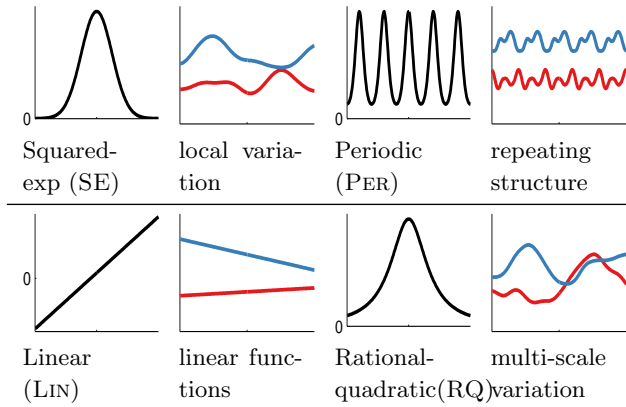 0
0
Squared-
exp (SE)
local varia-
tion
Periodic
(PER)
repeating
structure
0
0
Linear
(LIN)
linear func-
tions
Rational-
quadratic(RQ)
multi-scale
variation